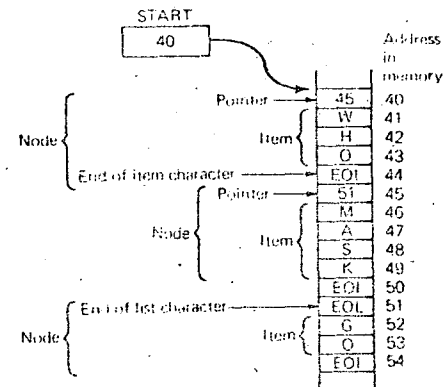 START
40
Address
in
memory
Pointer 45 40
W 41
Node Item H 42
O 43
End of item character EOI 44
Pointer 51 45
M 46
Node Item A 47
S 48
K 49
EOI 50
End of list character EOL 51
G 52
Node Item O 53
EOI 54